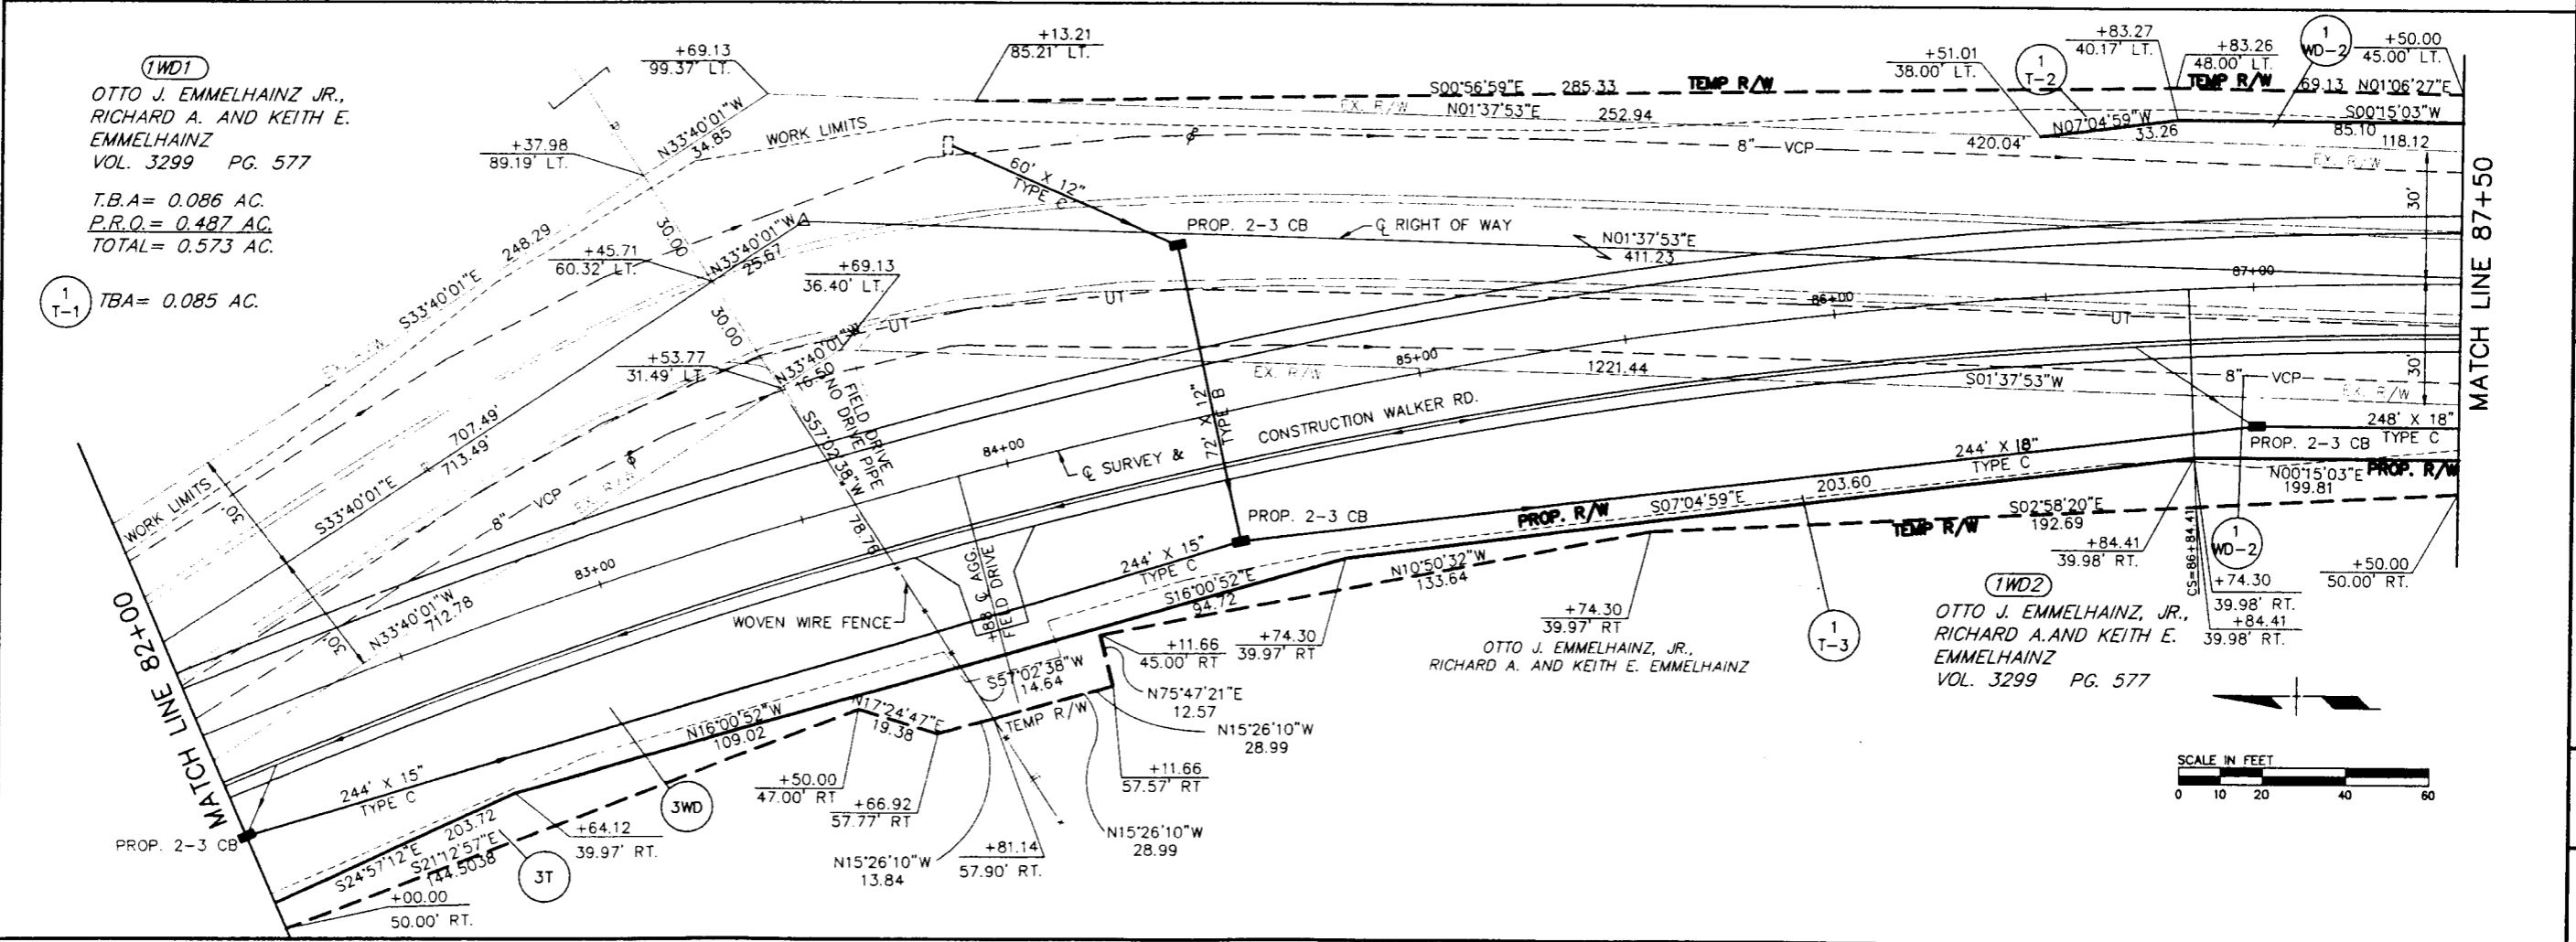 1WD1
OTTO J. EMMELHAINZ JR.,
RICHARD A. AND KEITH E.
EMMELHAINZ
VOL. 3299 PG. 577
T.B.A= 0.086 AC.
P.R.O.= 0.487 AC.
TOTAL= 0.573 AC.
1
T-1
TBA= 0.085 AC.
+69.13
99.37' LT.
+13.21
85.21' LT.
+37.98
89.19' LT.
N33°40'01"W
34.85
WORK LIMITS
S33°40'01"E 248.29
30.00
+45.71
60.32' LT.
N33°40'01"W
25.67
+69.13
36.40' LT.
30.00
+53.77
31.49' LT.
N33°40'01"W
16.50
UT
UT
UT
60' X 12"
TYPE C
PROP. 2-3 CB
℄ RIGHT OF WAY
N01°37'53"E
411.23
S00°56'59"E 285.33
TEMP R/W
EX. R/W
N01°37'53"E 252.94
8" VCP
420.04'
+51.01
38.00' LT.
1
T-2
+83.27
40.17' LT.
+83.26
48.00' LT.
1
WD-2
+50.00
45.00' LT.
TEMP R/W
69.13 N01°06'27"E
N07°04'59"W
33.26
S00°15'03"W
85.10
118.12
EX. R/W
30'
30'
MATCH LINE 87+50
87+00
86+00
85+00
84+00
83+00
EX. R/W
1221.44
S01°37'53"W
8" VCP
EX. R/W
248' X 18"
TYPE C
PROP. 2-3 CB
244' X 18"
TYPE C
N00°15'03"E
199.81
PROP. R/W
72' X 12"
TYPE B
CONSTRUCTION WALKER RD.
℄ SURVEY &
FIELD DRIVE
NO DRIVE PIPE
S57°02'38"W
78.76
707.49'
713.49'
S33°40'01"E
WORK LIMITS
30'
30'
8" VCP
EX. R/W
N33°40'01"W
712.78
MATCH LINE 82+00
WOVEN WIRE FENCE
+88 ℄ AGG.
FIELD DRIVE
PROP. 2-3 CB
244' X 15"
TYPE C
S16°00'52"E
94.72
PROP. R/W
S07°04'59"E
203.60
N10°50'32"W
133.64
TEMP R/W
S02°58'20"E
192.69
+84.41
39.98' RT.
CS=86+84.41
1
WD-2
+50.00
50.00' RT.
+74.30
39.98' RT.
+84.41
39.98' RT.
1WD2
OTTO J. EMMELHAINZ, JR.,
RICHARD A.AND KEITH E.
EMMELHAINZ
VOL. 3299 PG. 577
1
T-3
+74.30
39.97' RT
OTTO J. EMMELHAINZ, JR.,
RICHARD A. AND KEITH E. EMMELHAINZ
+11.66
45.00' RT
+74.30
39.97' RT
S57°02'38"W
14.64
N75°47'21"E
12.57
N15°26'10"W
28.99
TEMP R/W
N17°24'47"E
19.38
N16°00'52"W
109.02
+50.00
47.00' RT
+66.92
57.77' RT
+11.66
57.57' RT
N15°26'10"W
28.99
N15°26'10"W
13.84
+81.14
57.90' RT.
3WD
244' X 15"
TYPE C
PROP. 2-3 CB
203.72
S24°57'12"E
S21°12'57"E
144.5038
+64.12
39.97' RT.
3T
+00.00
50.00' RT.
SCALE IN FEET
0 10 20 40 60